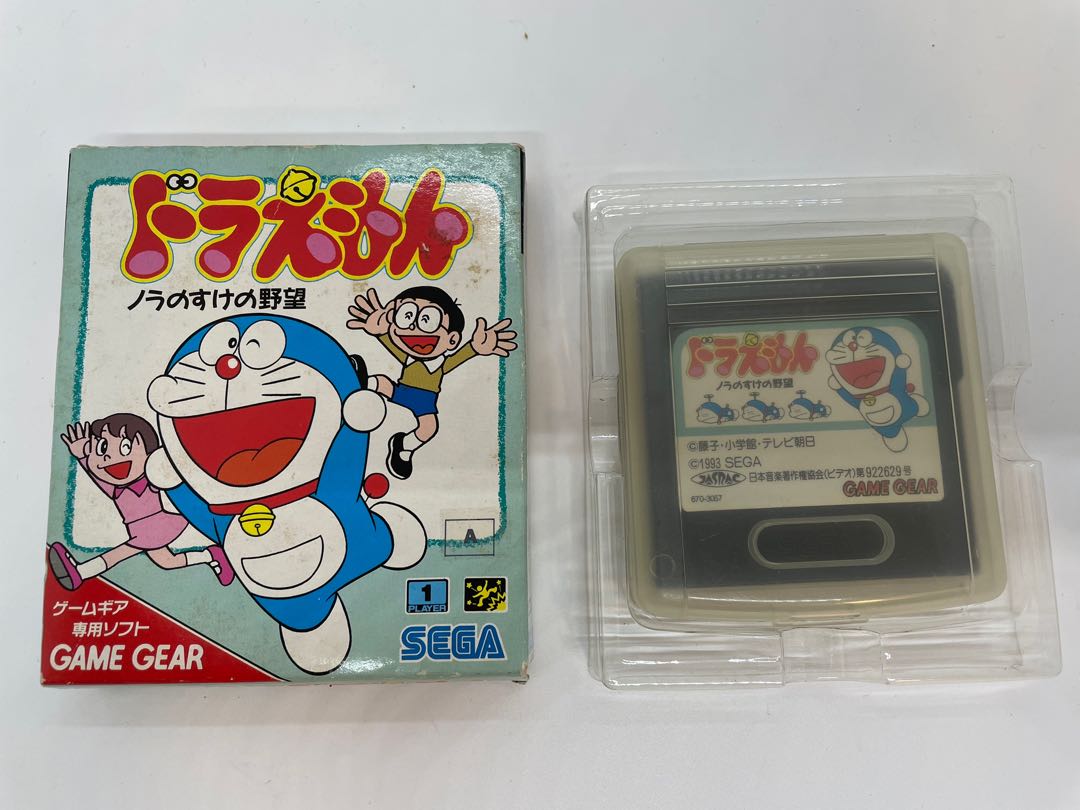 ドラえもん
ノラのすけの野望
A
1
PLAYER
ゲームギア
専用ソフト
GAME GEAR
SEGA
ドラえもん
ノラのすけの野望
©藤子・小学館・テレビ朝日
©1993 SEGA
JASRAC 日本音楽著作権協会(ビデオ)第922629号
670-3057
GAME GEAR